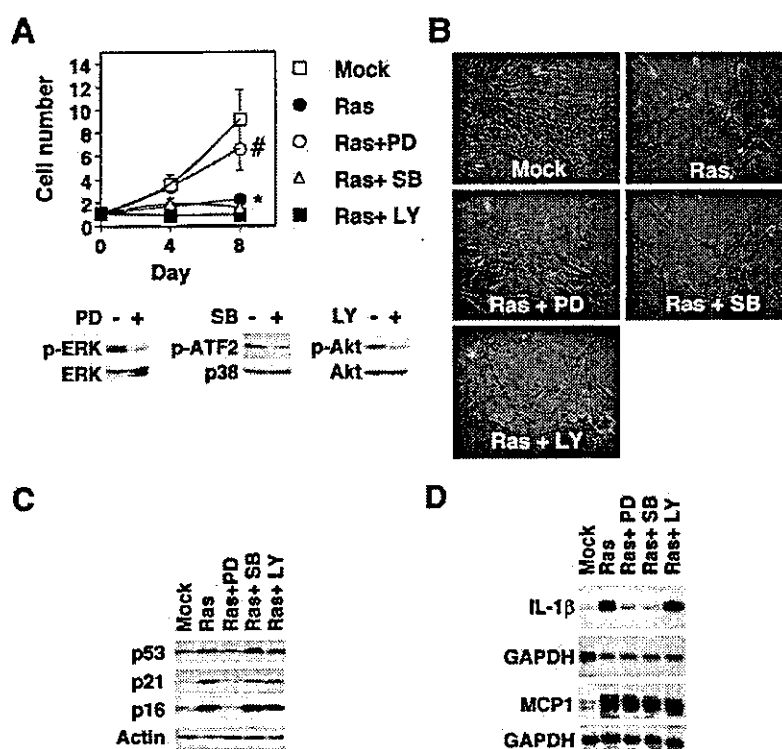 A
Cell number
14
12
10
8
6
4
2
0
0 4 8
Day
#
*
Mock
Ras
Ras+PD
Ras+ SB
Ras+ LY
PD - +
p-ERK
ERK
SB - +
p-ATF2
p38
LY - +
p-Akt
Akt
B
Mock
Ras
Ras + PD
Ras + SB
Ras + LY
C
Mock
Ras
Ras+PD
Ras+ SB
Ras+ LY
p53
p21
p16
Actin
D
Mock
Ras
Ras+ PD
Ras+ SB
Ras+ LY
IL-1β
GAPDH
MCP1
GAPDH